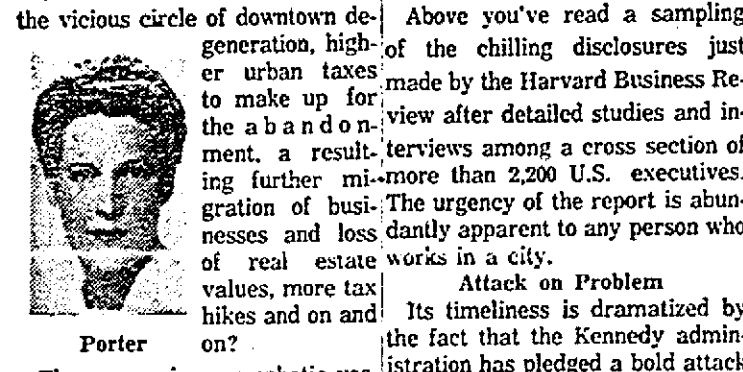 the vicious circle of downtown de-
generation, high-
er urban taxes
to make up for
the abandon-
ment, a result-
ing further mi-
gration of busi-
nesses and loss
of real estate
values, more tax
hikes and on and
on?
Porter
Above you've read a sampling
of the chilling disclosures just
made by the Harvard Business Re-
view after detailed studies and in-
terviews among a cross section of
more than 2,200 U.S. executives.
The urgency of the report is abun-
dantly apparent to any person who
works in a city.
Attack on Problem
Its timeliness is dramatized by
the fact that the Kennedy admin-
istration has pledged a bold attack